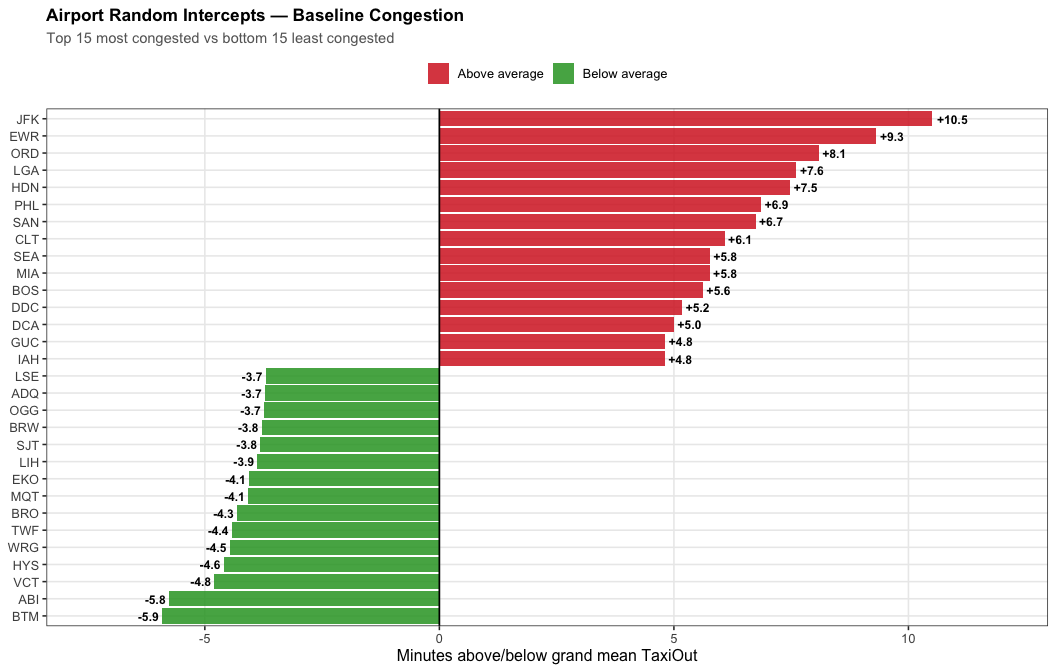 Airport Random Intercepts — Baseline Congestion
Top 15 most congested vs bottom 15 least congested
Above average Below average
JFK +10.5
EWR +9.3
ORD +8.1
LGA +7.6
HDN +7.5
PHL +6.9
SAN +6.7
CLT +6.1
SEA +5.8
MIA +5.8
BOS +5.6
DDC +5.2
DCA +5.0
GUC +4.8
IAH +4.8
LSE -3.7
ADQ -3.7
OGG -3.7
BRW -3.8
SJT -3.8
LIH -3.9
EKO -4.1
MQT -4.1
BRO -4.3
TWF -4.4
WRG -4.5
HYS -4.6
VCT -4.8
ABI -5.8
BTM -5.9
-5 0 5 10
Minutes above/below grand mean TaxiOut